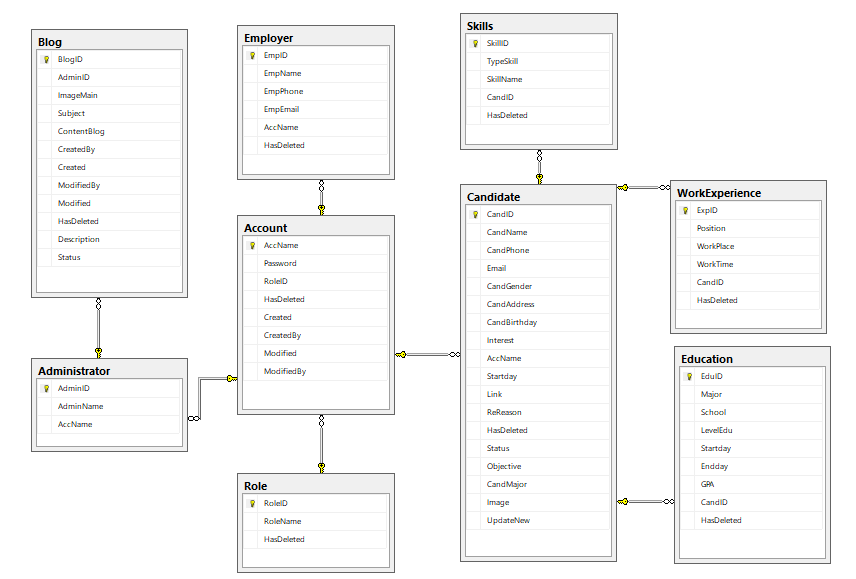 Blog
BlogID
AdminID
ImageMain
Subject
ContentBlog
CreatedBy
Created
ModifiedBy
Modified
HasDeleted
Description
Status
Employer
EmpID
EmpName
EmpPhone
EmpEmail
AccName
HasDeleted
Skills
SkillID
TypeSkill
SkillName
CandID
HasDeleted
Account
AccName
Password
RoleID
HasDeleted
Created
CreatedBy
Modified
ModifiedBy
Candidate
CandID
CandName
CandPhone
Email
CandGender
CandAddress
CandBirthday
Interest
AccName
Startday
Link
ReReason
HasDeleted
Status
Objective
CandMajor
Image
UpdateNew
WorkExperience
ExpID
Position
WorkPlace
WorkTime
CandID
HasDeleted
Administrator
AdminID
AdminName
AccName
Role
RoleID
RoleName
HasDeleted
Education
EduID
Major
School
LevelEdu
Startday
Endday
GPA
CandID
HasDeleted